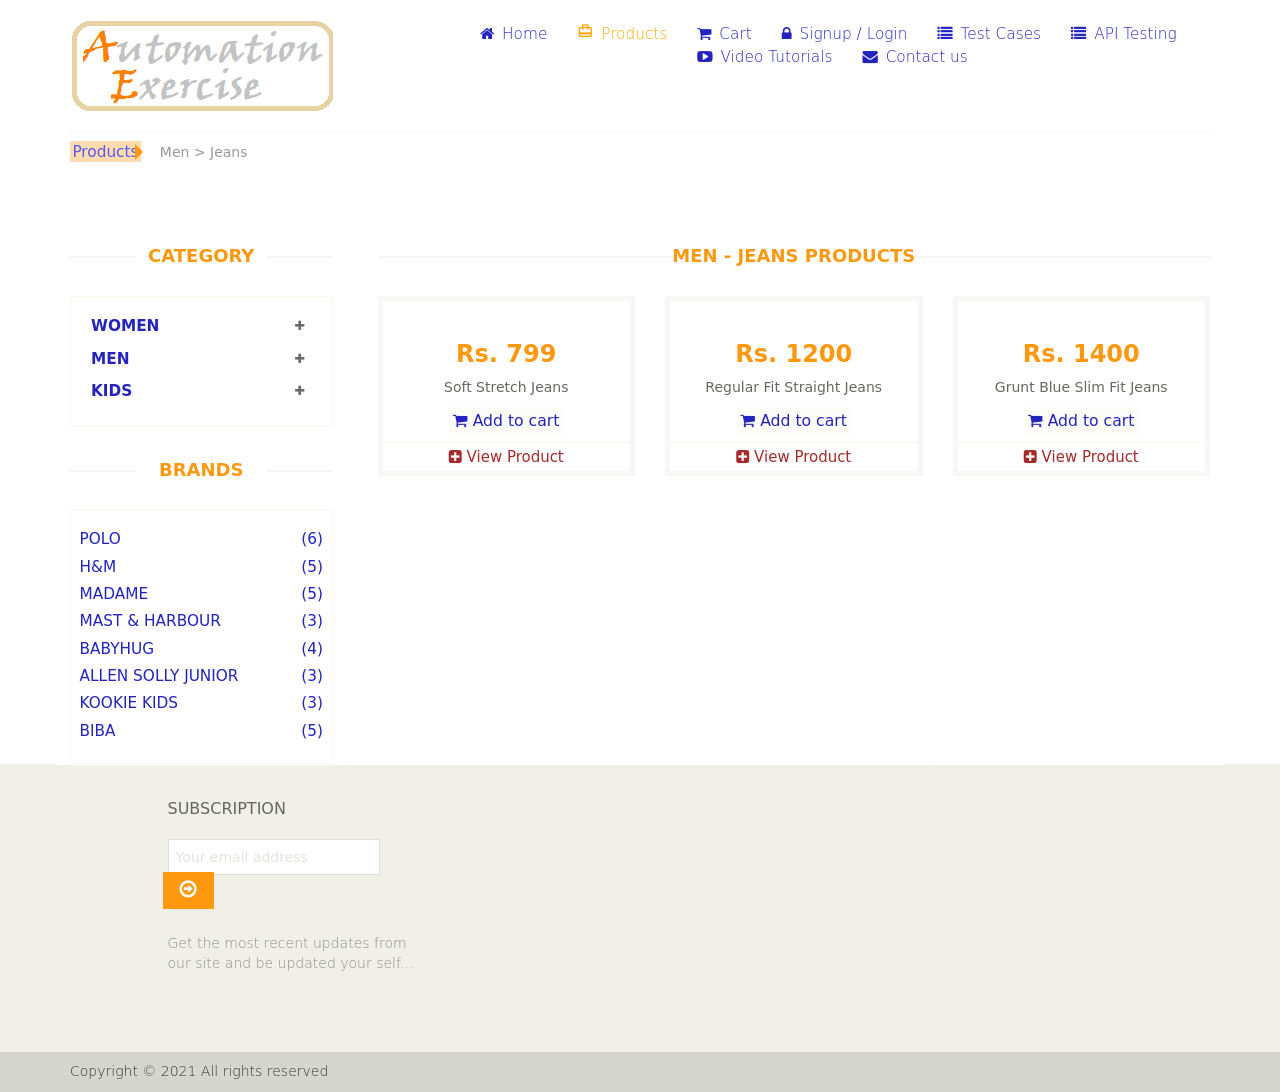 Automation
Exercise
Home Products Cart Signup / Login Test Cases API Testing
Video Tutorials Contact us
Products Men > Jeans
CATEGORY
WOMEN
MEN
KIDS
BRANDS
POLO (6)
H&M (5)
MADAME (5)
MAST & HARBOUR (3)
BABYHUG (4)
ALLEN SOLLY JUNIOR (3)
KOOKIE KIDS (3)
BIBA (5)
MEN - JEANS PRODUCTS
Rs. 799
Soft Stretch Jeans
Add to cart
View Product
Rs. 1200
Regular Fit Straight Jeans
Add to cart
View Product
Rs. 1400
Grunt Blue Slim Fit Jeans
Add to cart
View Product
SUBSCRIPTION
Your email address
Get the most recent updates from
our site and be updated your self...
Copyright © 2021 All rights reserved